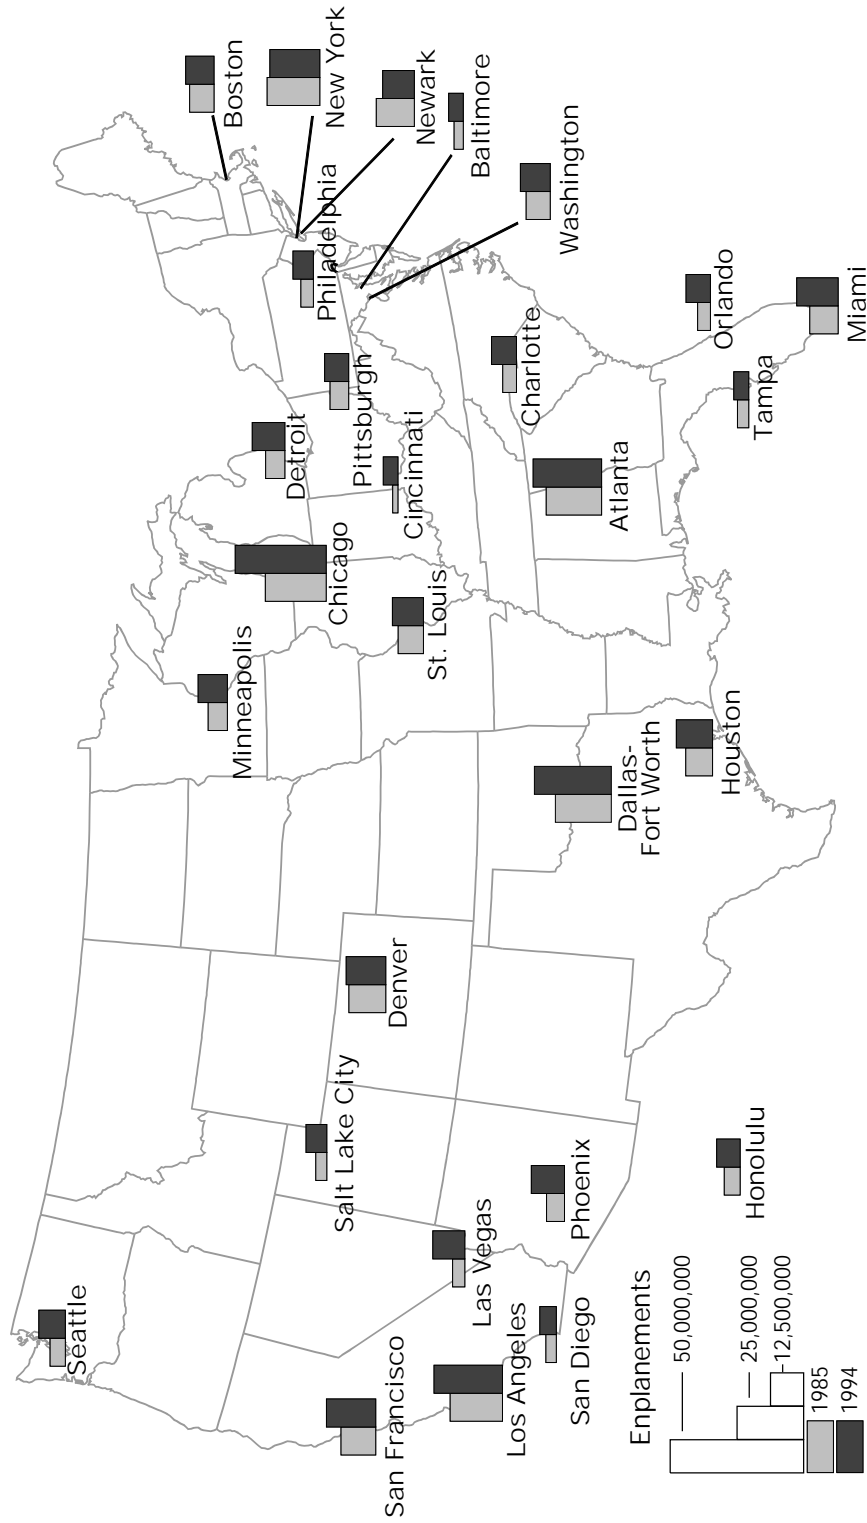 Boston
New York
Newark
Baltimore
Washington
Philadelphia
Pittsburgh
Detroit
Cincinnati
Charlotte
Orlando
Tampa
Miami
Atlanta
Chicago
St. Louis
Minneapolis
Houston
Dallas-
Fort Worth
Denver
Salt Lake City
Phoenix
Honolulu
Las Vegas
Seattle
San Francisco
Los Angeles
San Diego
Enplanements
50,000,000
25,000,000
12,500,000
1985
1994